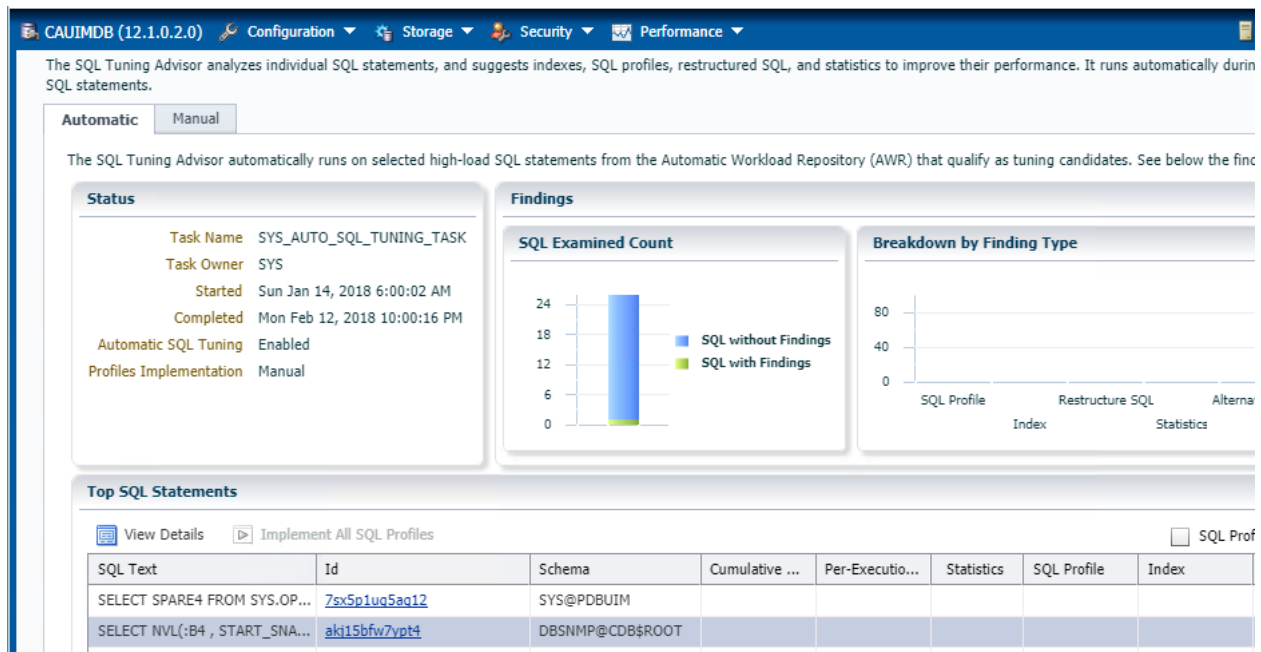 CAUIMDB (12.1.0.2.0) Configuration Storage Security Performance
The SQL Tuning Advisor analyzes individual SQL statements, and suggests indexes, SQL profiles, restructured SQL, and statistics to improve their performance. It runs automatically durin
SQL statements.
Automatic Manual
The SQL Tuning Advisor automatically runs on selected high-load SQL statements from the Automatic Workload Repository (AWR) that qualify as tuning candidates. See below the find
Status
Task Name SYS_AUTO_SQL_TUNING_TASK
Task Owner SYS
Started Sun Jan 14, 2018 6:00:02 AM
Completed Mon Feb 12, 2018 10:00:16 PM
Automatic SQL Tuning Enabled
Profiles Implementation Manual
Findings
SQL Examined Count
24
18
12
6
0
SQL without Findings
SQL with Findings
Breakdown by Finding Type
80
40
0
SQL Profile Restructure SQL Alterna
Index Statistics
Top SQL Statements
View Details Implement All SQL Profiles SQL Prof
SQL Text Id Schema Cumulative ... Per-Executio... Statistics SQL Profile Index
SELECT SPARE4 FROM SYS.OP... 7sx5p1ug5ag12 SYS@PDBUIM
SELECT NVL(:B4 , START_SNA... akj15bfw7ypt4 DBSNMP@CDB$ROOT